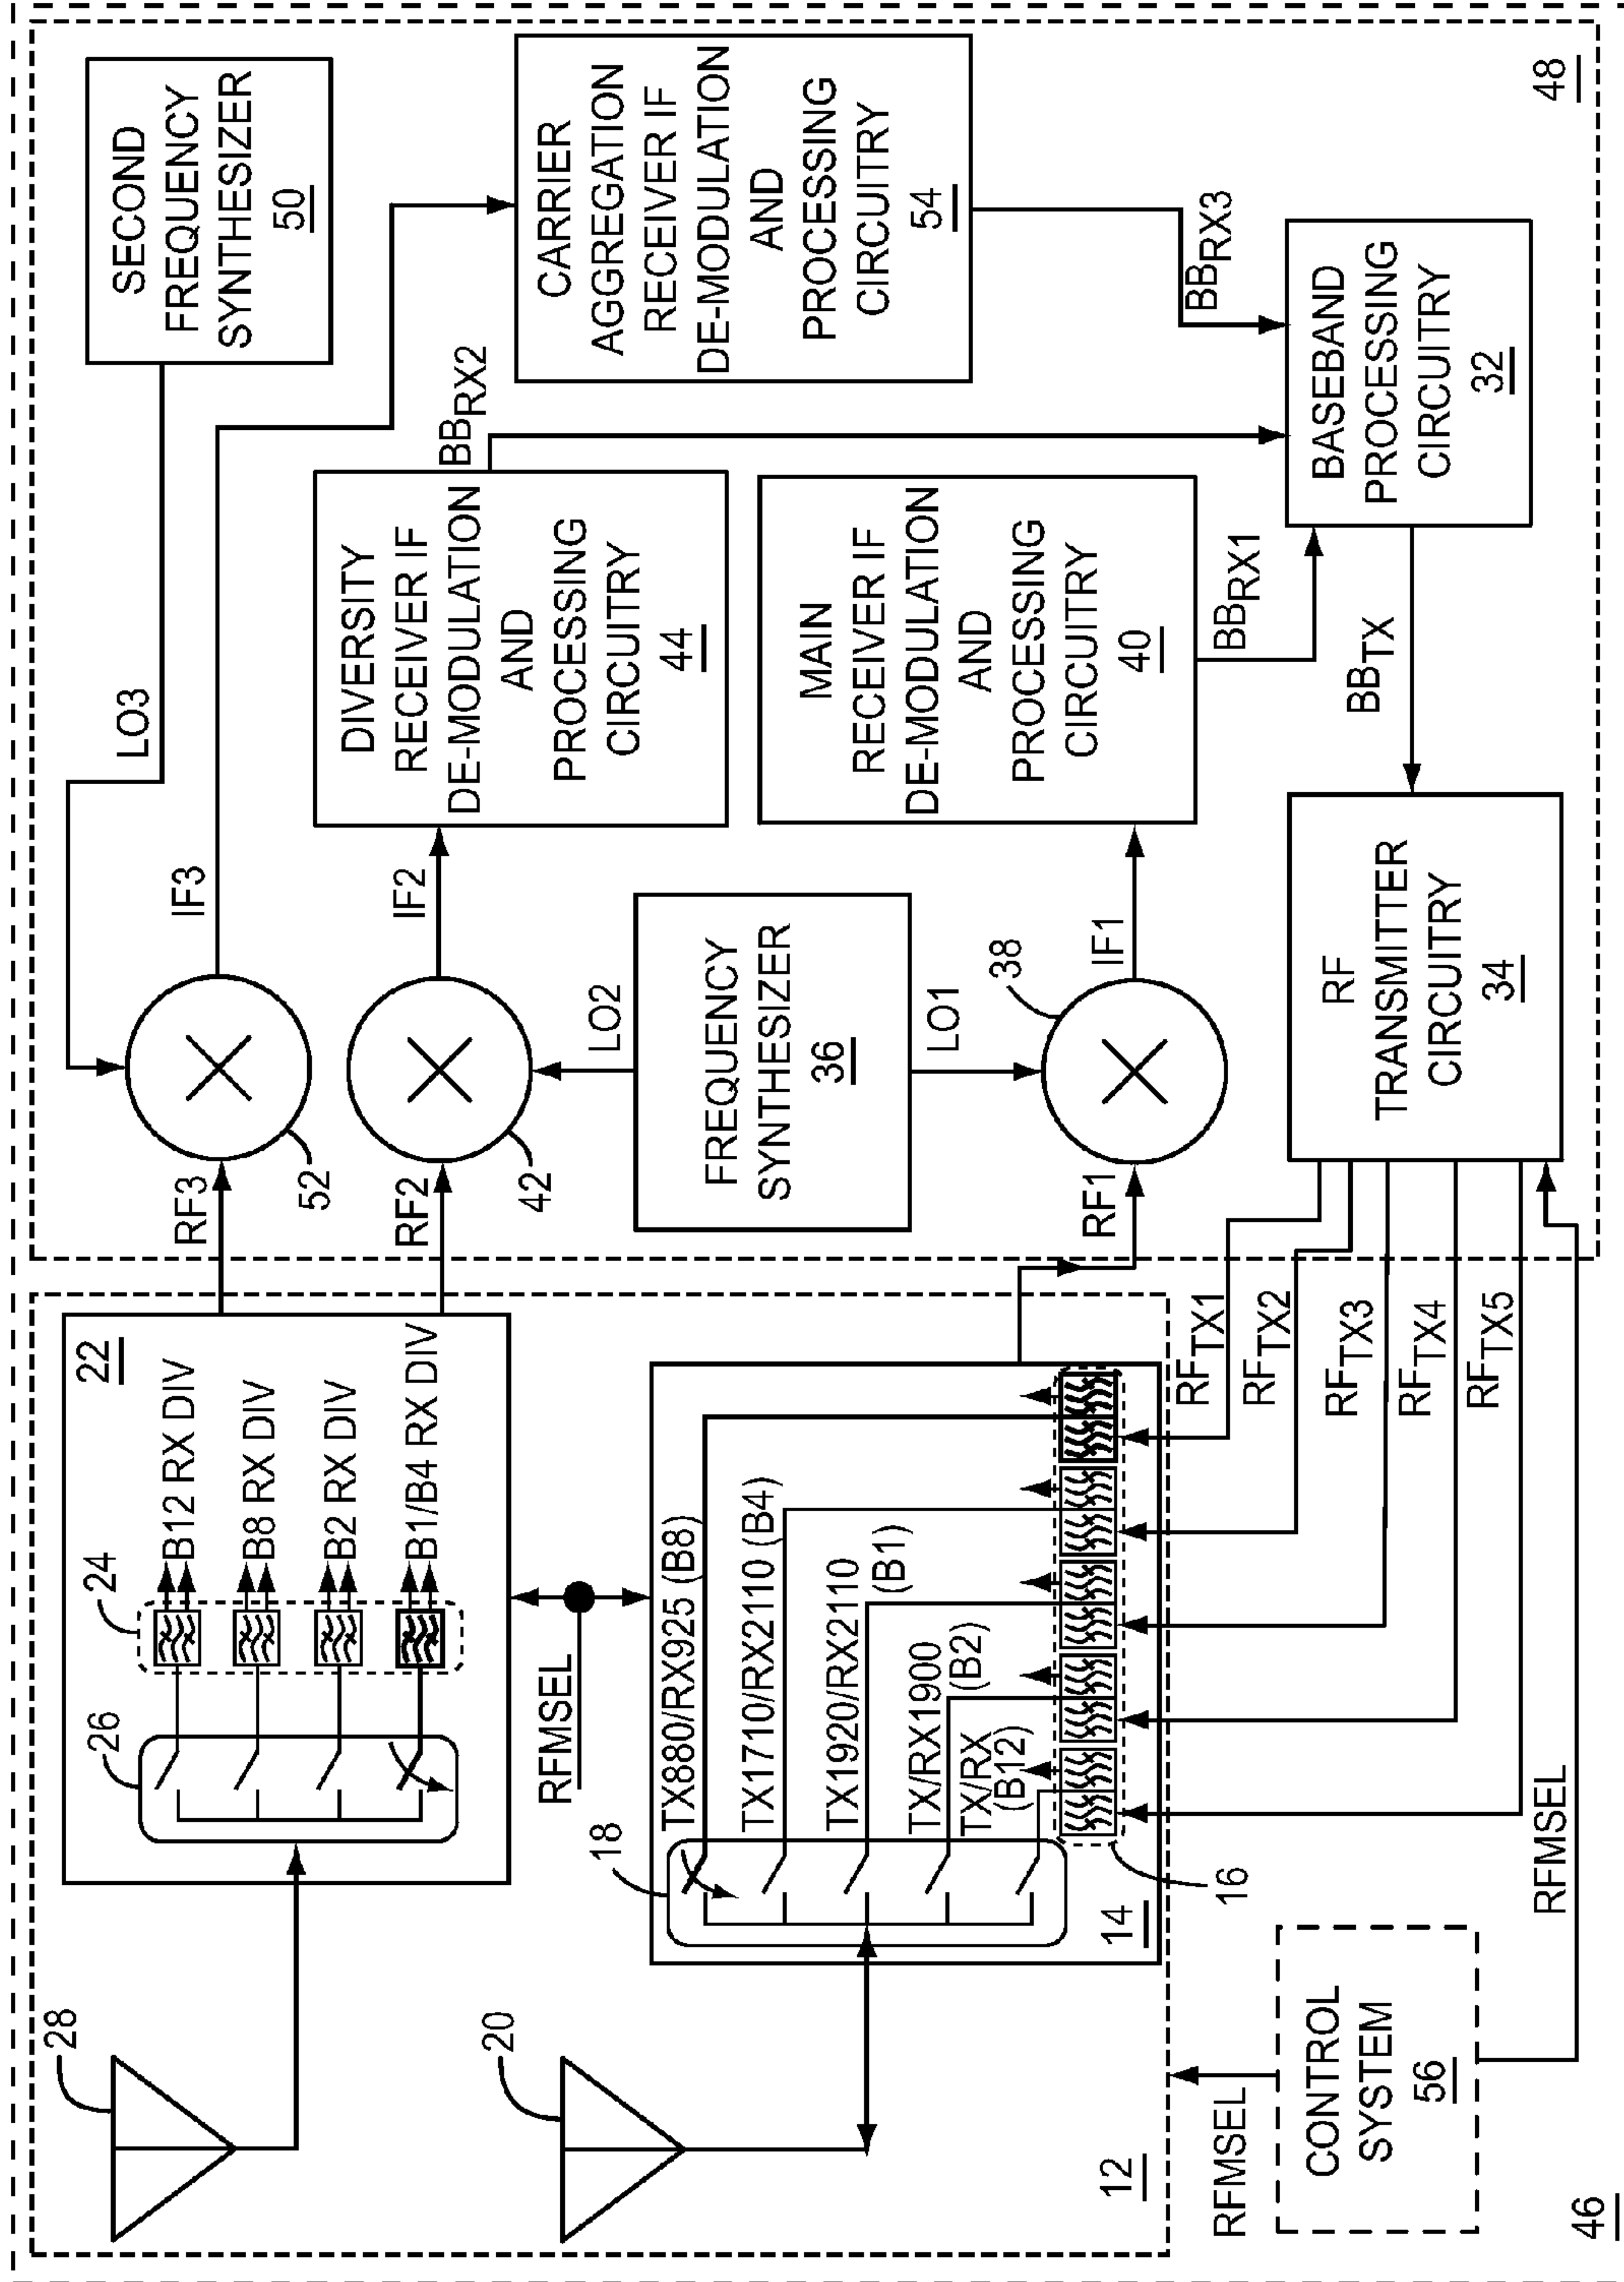 28
20
12
46
CONTROL
SYSTEM
56
RFMSEL
RFMSEL
22
24
26
B12 RX DIV
B8 RX DIV
B2 RX DIV
B1/B4 RX DIV
RFMSEL
18
TX880/RX925 (B8)
TX1710/RX2110 (B4)
TX1920/RX2110
(B1)
TX/RX1900
(B2)
TX/RX
(B12)
14
16
RFTX1
RFTX2
RFTX3
RFTX4
RFTX5
RF3
RF2
RF1
52
42
38
LO3
LO2
LO1
IF3
IF2
IF1
FREQUENCY
SYNTHESIZER
36
RF
TRANSMITTER
CIRCUITRY
34
DIVERSITY
RECEIVER IF
DE-MODULATION
AND
PROCESSING
CIRCUITRY
44
MAIN
RECEIVER IF
DE-MODULATION
AND
PROCESSING
CIRCUITRY
40
BBRX2
BBRX1
BBTX
BBRX3
SECOND
FREQUENCY
SYNTHESIZER
50
CARRIER
AGGREGATION
RECEIVER IF
DE-MODULATION
AND
PROCESSING
CIRCUITRY
54
BASEBAND
PROCESSING
CIRCUITRY
32
48